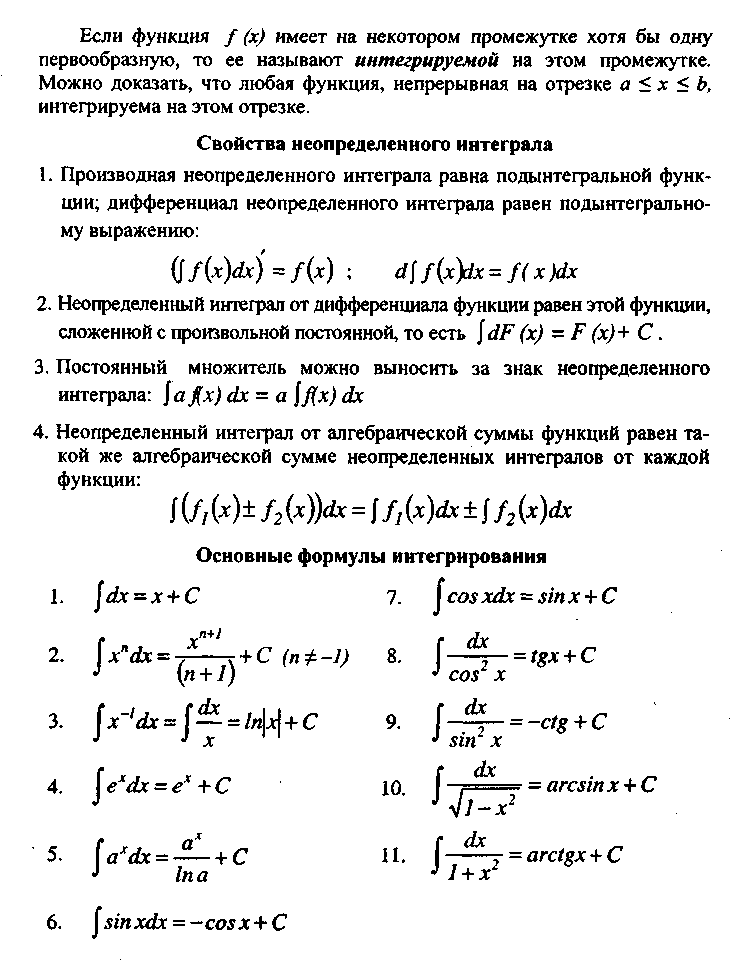 Если функция f (x) имеет на некотором промежутке хотя бы одну
первообразную, то ее называют интегрируемой на этом промежутке.
Можно доказать, что любая функция, непрерывная на отрезке a ≤ x ≤ b,
интегрируема на этом отрезке.
Свойства неопределенного интеграла
1. Производная неопределенного интеграла равна подынтегральной функ-
ции; дифференциал неопределенного интеграла равен подынтегрально-
му выражению:
(∫ f(x)dx)′ = f(x) ; d∫ f(x)dx = f( x )dx
2. Неопределенный интеграл от дифференциала функции равен этой функции,
сложенной с произвольной постоянной, то есть ∫ dF (x) = F (x)+ C .
3. Постоянный множитель можно выносить за знак неопределенного
интеграла: ∫ a f(x) dx = a ∫ f(x) dx
4. Неопределенный интеграл от алгебраической суммы функций равен та-
кой же алгебраической сумме неопределенных интегралов от каждой
функции:
∫ (f₁(x) ± f₂(x))dx = ∫ f₁(x)dx ± ∫ f₂(x)dx
Основные формулы интегрирования
1. ∫ dx = x + C
2. ∫ xⁿdx = xⁿ⁺¹/(n + 1) + C (n ≠ –1)
3. ∫ x⁻¹dx = ∫ dx/x = ln|x| + C
4. ∫ eˣdx = eˣ + C
5. ∫ aˣdx = aˣ/ln a + C
6. ∫ sin xdx = – cos x + C
7. ∫ cos xdx = sin x + C
8. ∫ dx/cos² x = tgx + C
9. ∫ dx/sin² x = –ctg + C
10. ∫ dx/√(1 – x²) = arcsin x + C
11. ∫ dx/(1 + x²) = arctgx + C